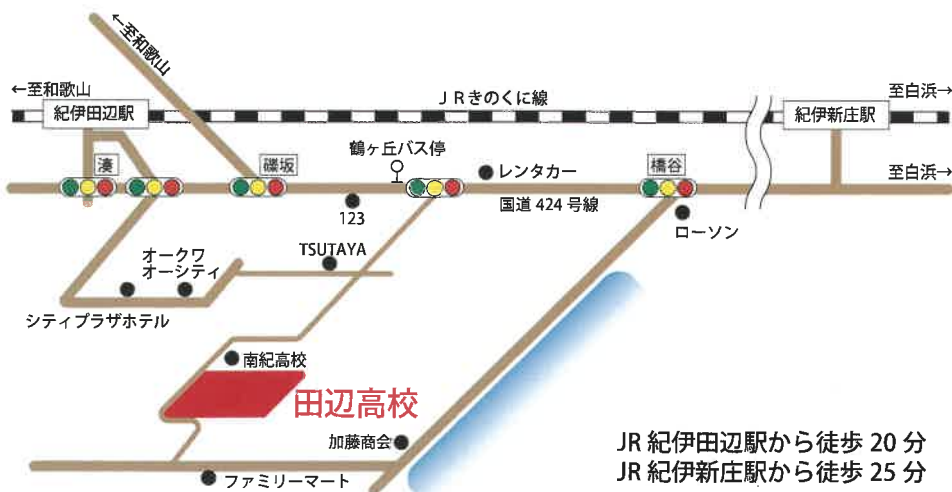 ←至和歌山
至和歌山
JRきのくに線
至白浜→
紀伊田辺駅
紀伊新庄駅
鶴ヶ丘バス停
湊
礫坂
レンタカー
橋谷
至白浜→
123
国道 424 号線
ローソン
オークワ
オーシティ
TSUTAYA
シティプラザホテル
南紀高校
田辺高校
加藤商会
ファミリーマート
JR 紀伊田辺駅から徒歩 20 分
JR 紀伊新庄駅から徒歩 25 分